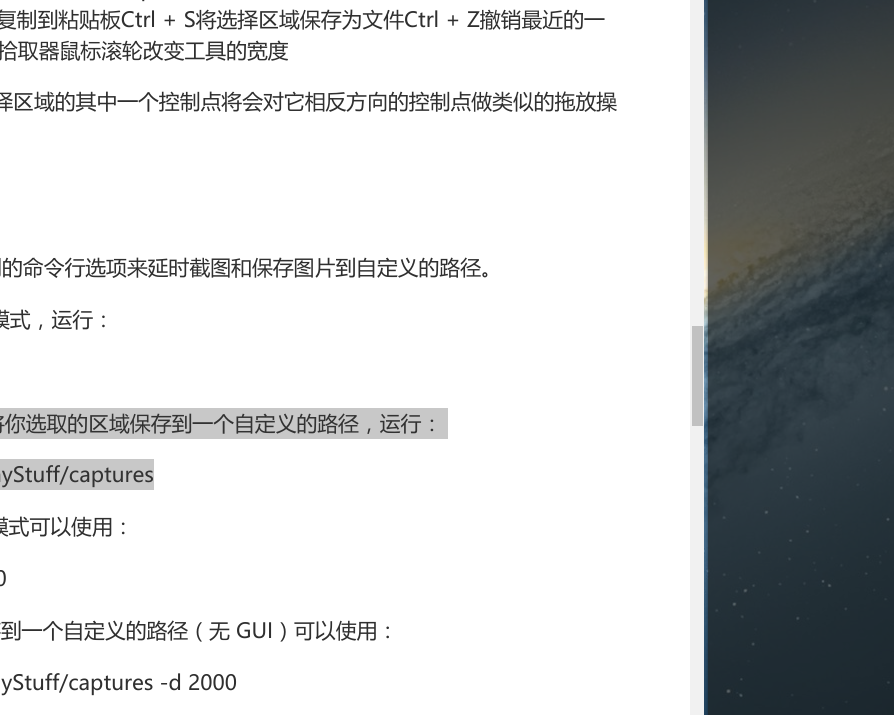 复制到粘贴板Ctrl + S将选择区域保存为文件Ctrl + Z撤销最近的一
拾取器鼠标滚轮改变工具的宽度
择区域的其中一个控制点将会对它相反方向的控制点做类似的拖放操
的命令行选项来延时截图和保存图片到自定义的路径。
模式，运行：
将你选取的区域保存到一个自定义的路径，运行：
yStuff/captures
模式可以使用：
0
到一个自定义的路径（无 GUI）可以使用：
yStuff/captures -d 2000